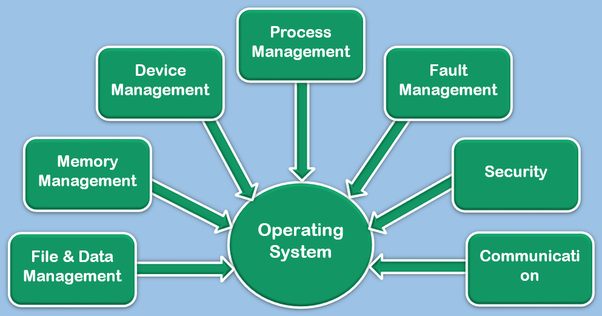 Process
Management
Device
Management
Fault
Management
Memory
Management
Security
Operating
System
File & Data
Management
Communicati
on